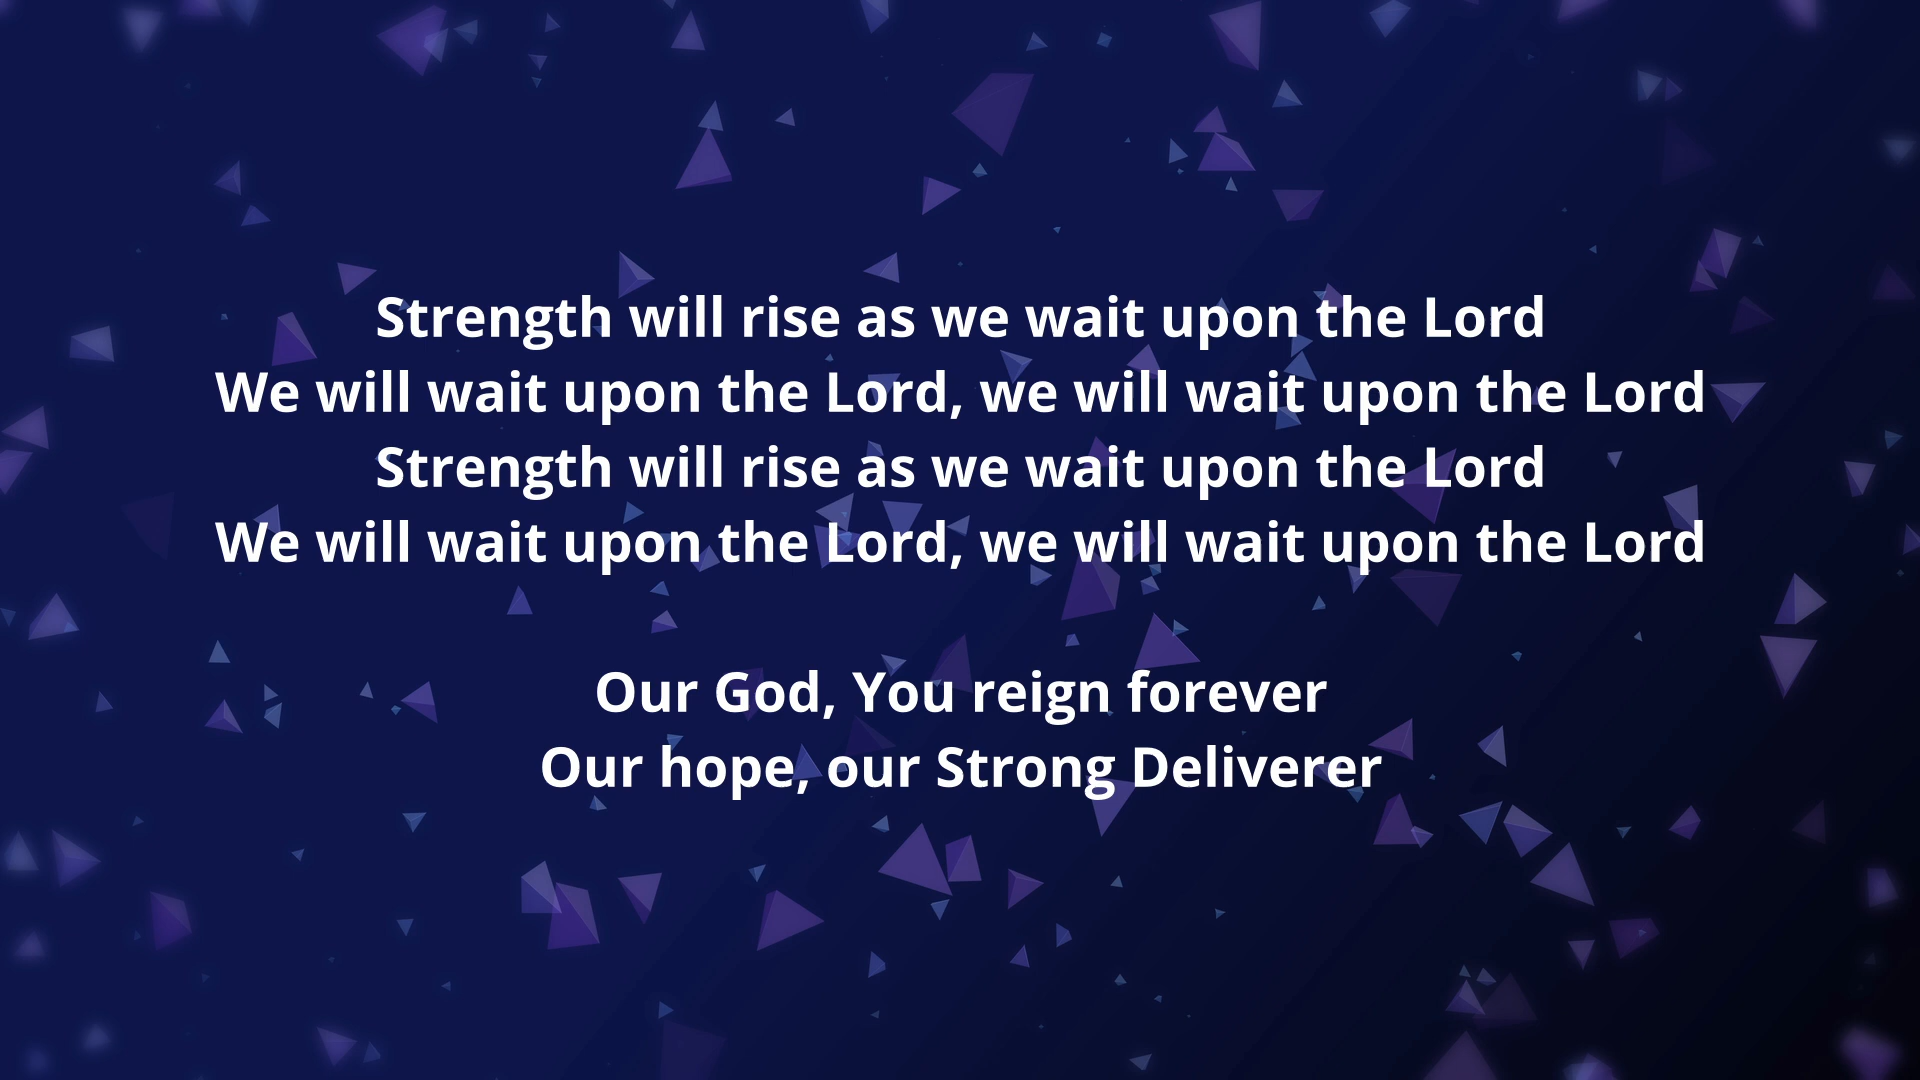 Strength will rise as we wait upon the Lord
We will wait upon the Lord, we will wait upon the Lord
Strength will rise as we wait upon the Lord
We will wait upon the Lord, we will wait upon the Lord
Our God, You reign forever
Our hope, our Strong Deliverer